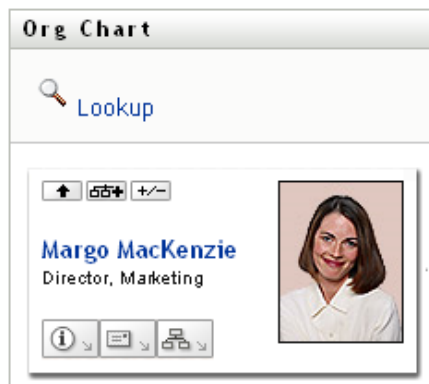 Org Chart
Lookup
+/−
Margo MacKenzie
Director, Marketing